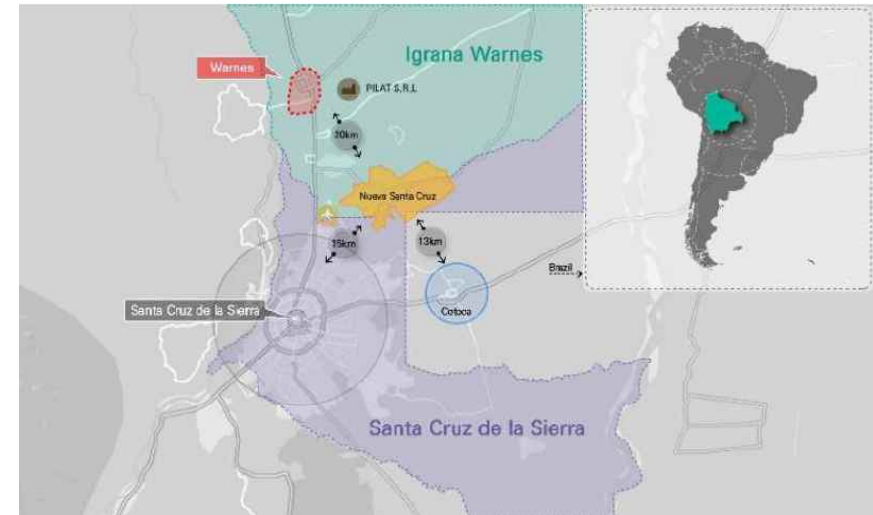 Igrana Warnes
Warnes
PILAT S.R.L
20km
Nueva Santa Cruz
15km
13km
Brazil
Santa Cruz de la Sierra
Cotoca
Santa Cruz de la Sierra